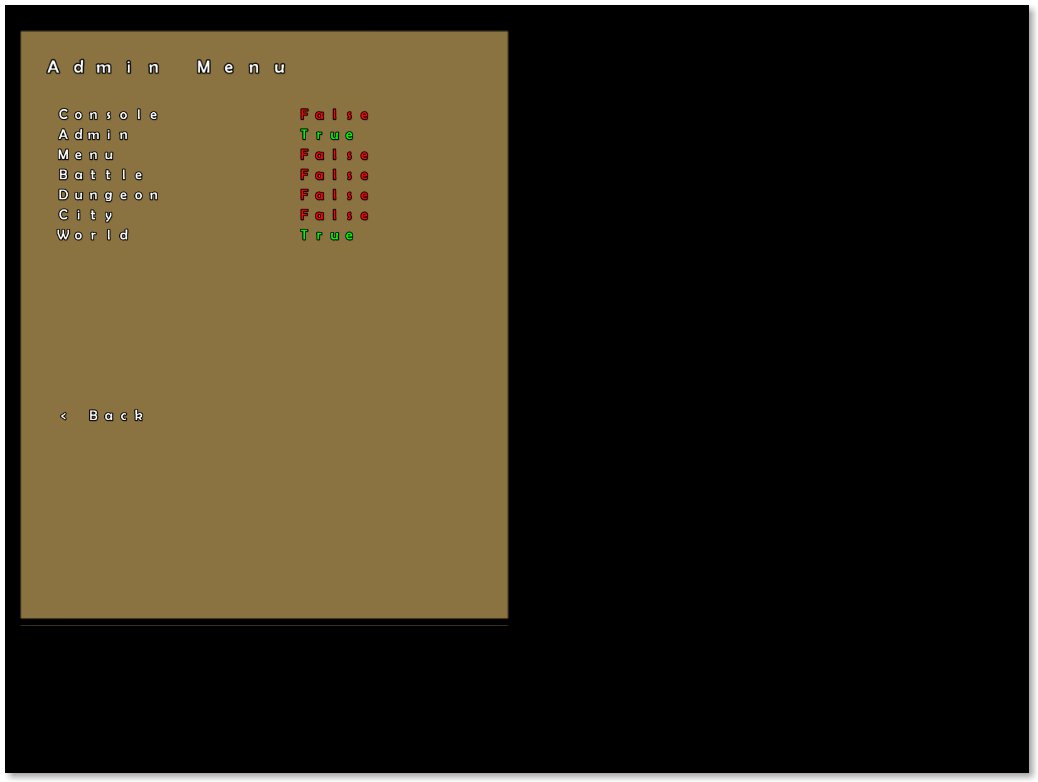 Admin Menu
Console False
Admin True
Menu False
Battle False
Dungeon False
City False
World True
< Back